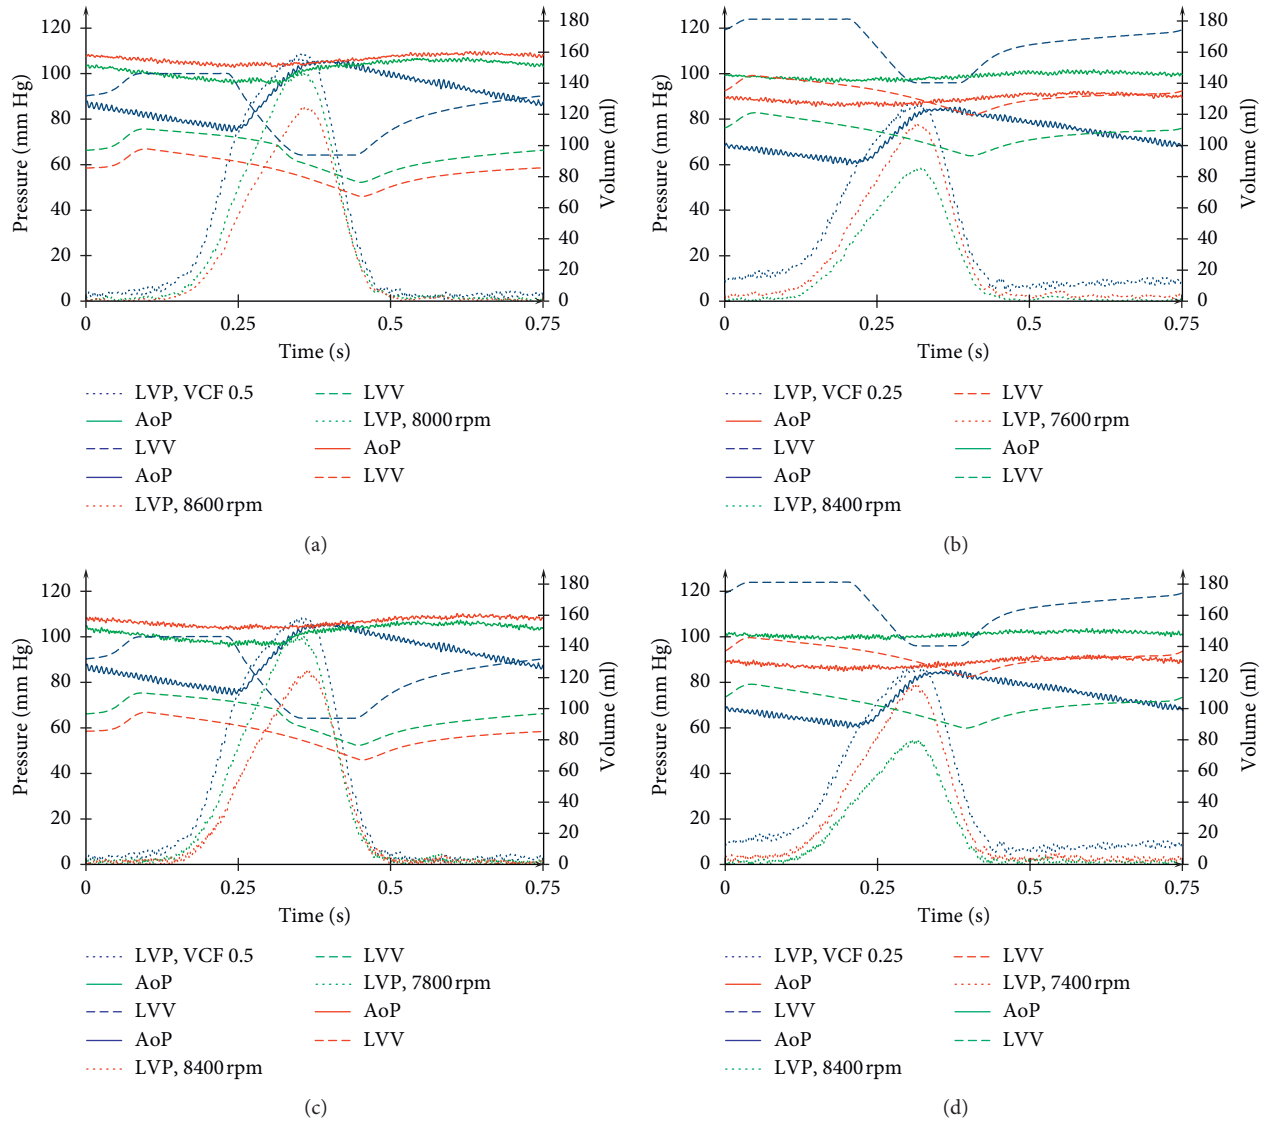 120
100
80
60
40
20
0
Pressure (mm Hg)
180
160
140
120
100
80
60
40
20
0
Volume (ml)
0 0.25 0.5 0.75
Time (s)
LVP, VCF 0.5
AoP
LVV
AoP
LVP, 8600 rpm
LVV
LVP, 8000 rpm
AoP
LVV
(a)
120
100
80
60
40
20
0
Pressure (mm Hg)
180
160
140
120
100
80
60
40
20
0
Volume (ml)
0 0.25 0.5 0.75
Time (s)
LVP, VCF 0.25
AoP
LVV
AoP
LVP, 8400 rpm
LVV
LVP, 7600 rpm
AoP
LVV
(b)
120
100
80
60
40
20
0
Pressure (mm Hg)
180
160
140
120
100
80
60
40
20
0
Volume (ml)
0 0.25 0.5 0.75
Time (s)
LVP, VCF 0.5
AoP
LVV
AoP
LVP, 8400 rpm
LVV
LVP, 7800 rpm
AoP
LVV
(c)
120
100
80
60
40
20
0
Pressure (mm Hg)
180
160
140
120
100
80
60
40
20
0
Volume (ml)
0 0.25 0.5 0.75
Time (s)
LVP, VCF 0.25
AoP
LVV
AoP
LVP, 8400 rpm
LVV
LVP, 7400 rpm
AoP
LVV
(d)